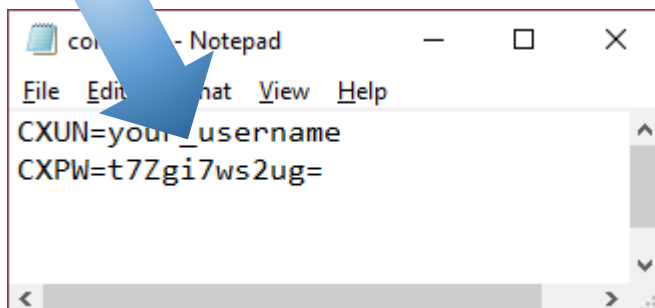 - Notepad
File View Help
CXUN=your_username
CXPW=t7Zgi7ws2ug=